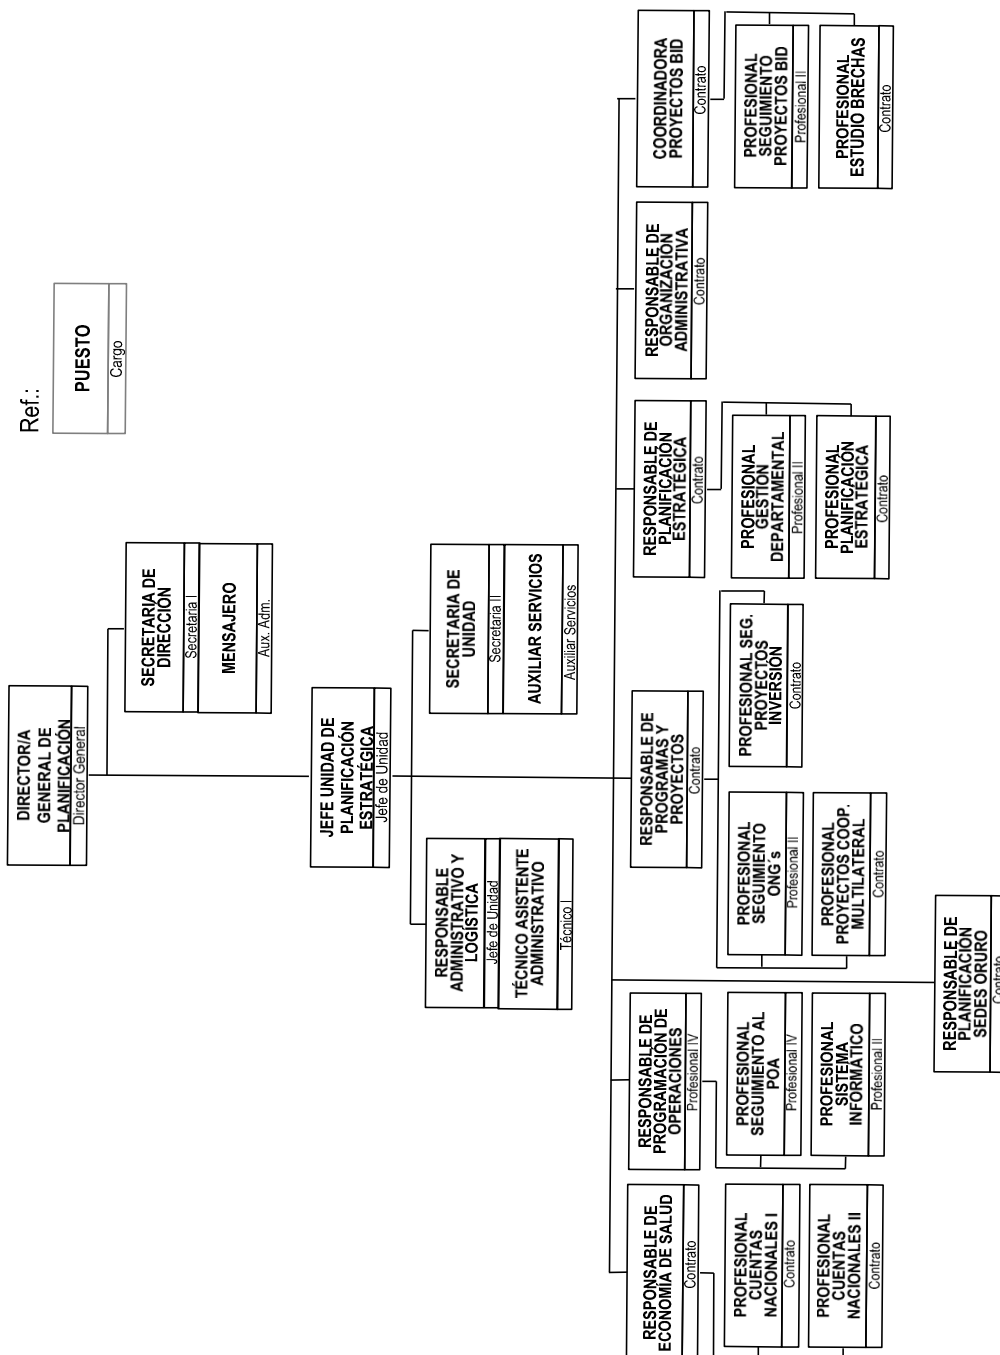 Ref.:
PUESTO
Cargo
DIRECTOR/A
GENERAL DE
PLANIFICACIÓN
Director General
SECRETARIA DE
DIRECCIÓN
Secretaria I
MENSAJERO
Aux. Adm.
JEFE UNIDAD DE
PLANIFICACIÓN
ESTRATÉGICA
Jefe de Unidad
RESPONSABLE
ADMINISTRATIVO Y
LOGÍSTICA
Jefe de Unidad
TÉCNICO ASISTENTE
ADMINISTRATIVO
Técnico I
SECRETARIA DE
UNIDAD
Secretaria II
AUXILIAR SERVICIOS
Auxiliar Servicios
RESPONSABLE DE
ECONOMÍA DE SALUD
Contrato
PROFESIONAL
CUENTAS
NACIONALES I
Contrato
PROFESIONAL
CUENTAS
NACIONALES II
Contrato
RESPONSABLE DE
PROGRAMACIÓN DE
OPERACIONES
Profesional IV
PROFESIONAL
SEGUIMIENTO AL
POA
Profesional IV
PROFESIONAL
SISTEMA
INFORMÁTICO
Profesional II
RESPONSABLE DE
PLANIFICACIÓN
SEDES ORURO
Contrato
RESPONSABLE DE
PROGRAMAS Y
PROYECTOS
Contrato
PROFESIONAL
SEGUIMIENTO
ONG´s
Profesional II
PROFESIONAL
PROYECTOS COOP.
MULTILATERAL
Contrato
PROFESIONAL SEG.
PROYECTOS
INVERSIÓN
Contrato
RESPONSABLE DE
PLANIFICACIÓN
ESTRATÉGICA
Contrato
PROFESIONAL
GESTIÓN
DEPARTAMENTAL
Profesional II
PROFESIONAL
PLANIFICACIÓN
ESTRATÉGICA
Contrato
RESPONSABLE DE
ORGANIZACIÓN
ADMINISTRATIVA
Contrato
COORDINADORA
PROYECTOS BID
Contrato
PROFESIONAL
SEGUIMIENTO
PROYECTOS BID
Profesional II
PROFESIONAL
ESTUDIO BRECHAS
Contrato